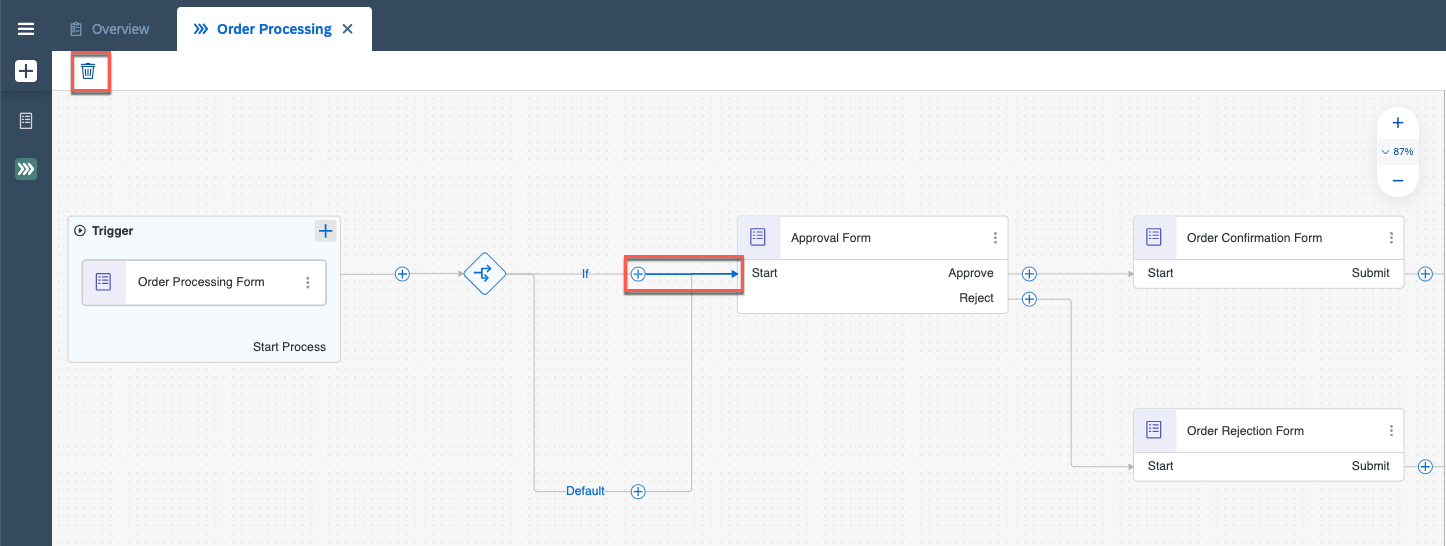 Overview
Order Processing
87%
Trigger
Order Processing Form
Start Process
If
Default
Approval Form
Start
Approve
Reject
Order Confirmation Form
Start
Submit
Order Rejection Form
Start
Submit